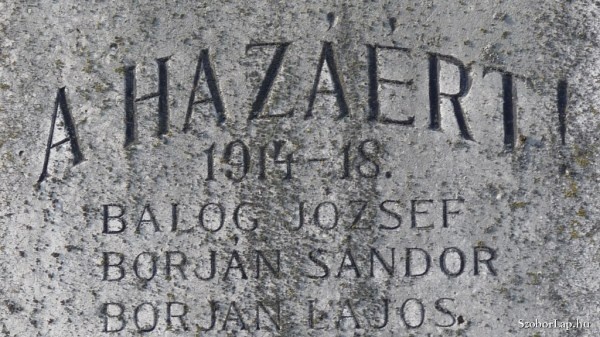 A HAZÁÉRT!
1914-18.
BALOG JÓZSEF
BORJÁN SÁNDOR
BORJÁN LAJOS.
SzoborLap.hu